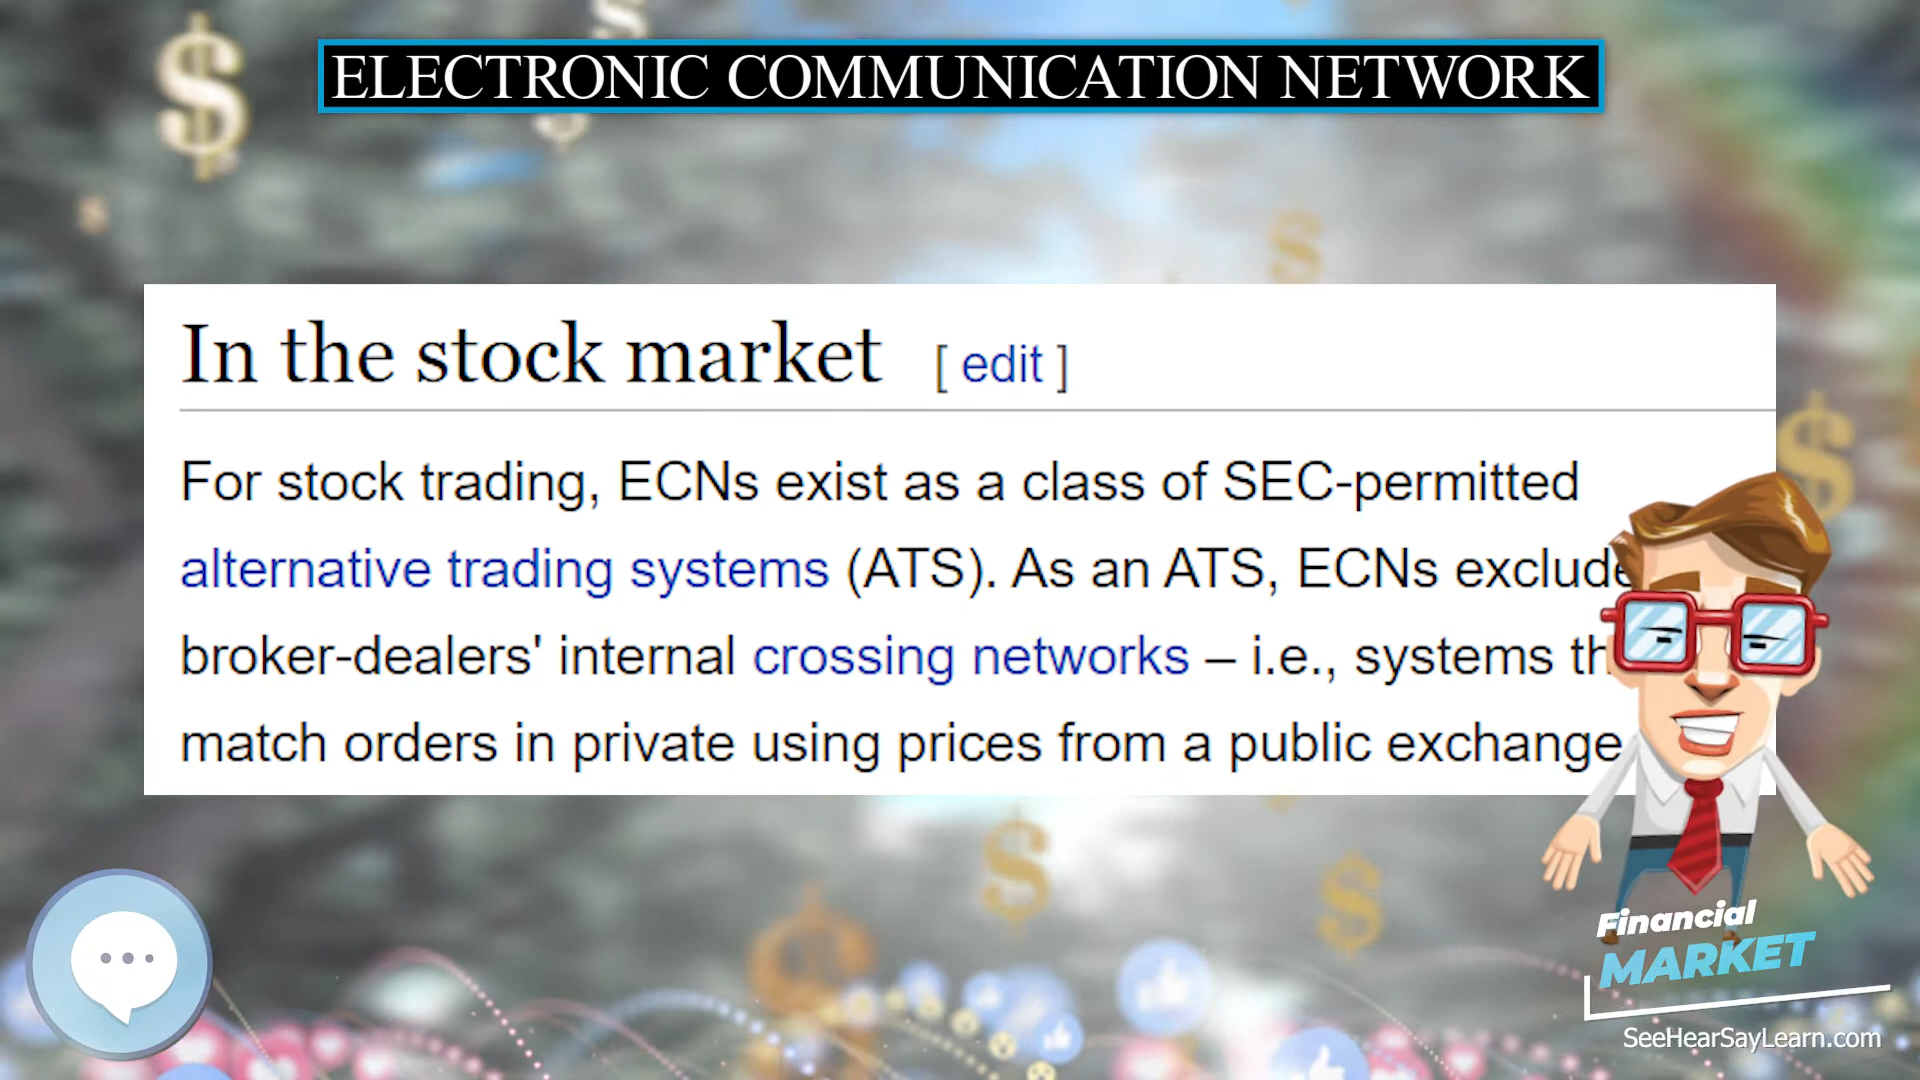 ELECTRONIC COMMUNICATION NETWORK
In the stock market [ edit ]
For stock trading, ECNs exist as a class of SEC-permitted
alternative trading systems (ATS). As an ATS, ECNs exclude
broker-dealers' internal crossing networks – i.e., systems
match orders in private using prices from a public exchange
Financial
MARKET
SeeHearSayLearn.com